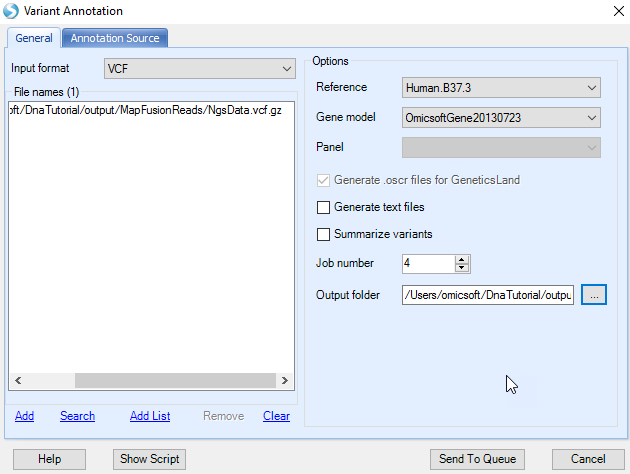 Variant Annotation
General
Annotation Source
Input format
VCF
File names (1)
oft/DnaTutorial/output/MapFusionReads/NgsData.vcf.gz
Add
Search
Add List
Remove
Clear
Options
Reference
Human.B37.3
Gene model
OmicsoftGene20130723
Panel
Generate .oscr files for GeneticsLand
Generate text files
Summarize variants
Job number
4
Output folder
/Users/omicsoft/DnaTutorial/outpu
...
Help
Show Script
Send To Queue
Cancel